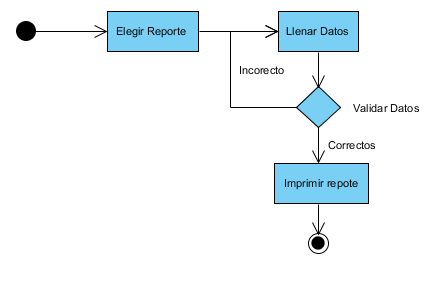 Elegir Reporte
Llenar Datos
Incorecto
Validar Datos
Correctos
Imprimir repote